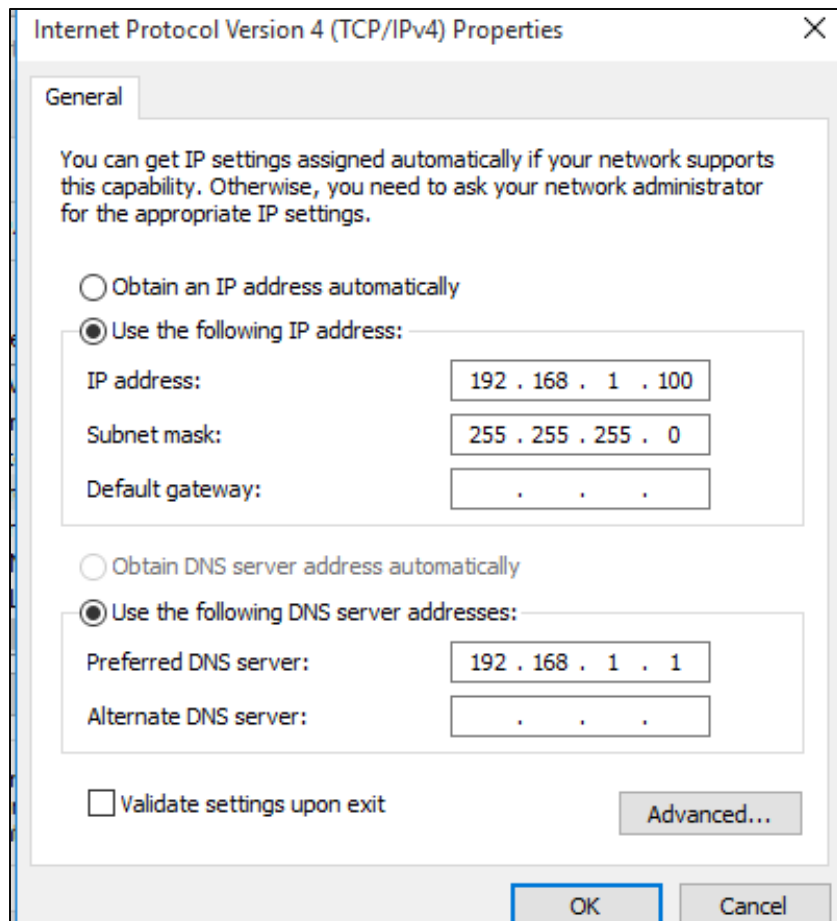 Internet Protocol Version 4 (TCP/IPv4) Properties
General
You can get IP settings assigned automatically if your network supports
this capability. Otherwise, you need to ask your network administrator
for the appropriate IP settings.
Obtain an IP address automatically
Use the following IP address:
IP address: 192 . 168 . 1 . 100
Subnet mask: 255 . 255 . 255 . 0
Default gateway: . . .
Obtain DNS server address automatically
Use the following DNS server addresses:
Preferred DNS server: 192 . 168 . 1 . 1
Alternate DNS server: . . .
Validate settings upon exit
Advanced...
OK Cancel